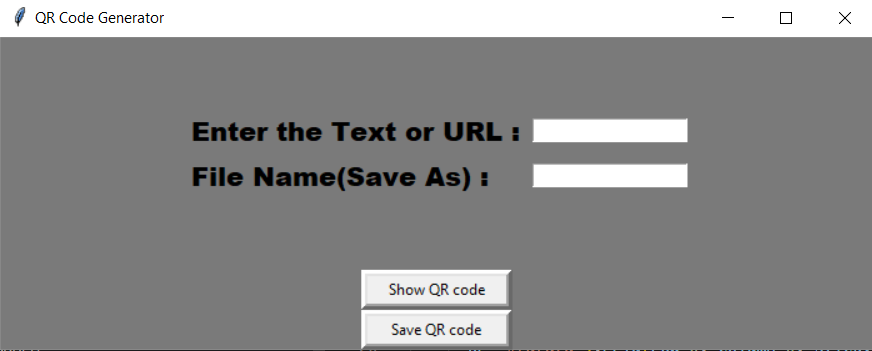 QR Code Generator
Enter the Text or URL :
File Name(Save As) :
Show QR code
Save QR code